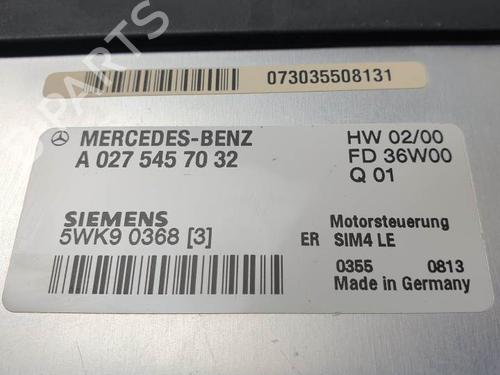 073035508131
MERCEDES-BENZ
A 027 545 70 32
HW 02/00
FD 36W00
Q 01
SIEMENS
5WK9 0368 [3]
Motorsteuerung
ER SIM4 LE
0355 0813
Made in Germany
PARTS